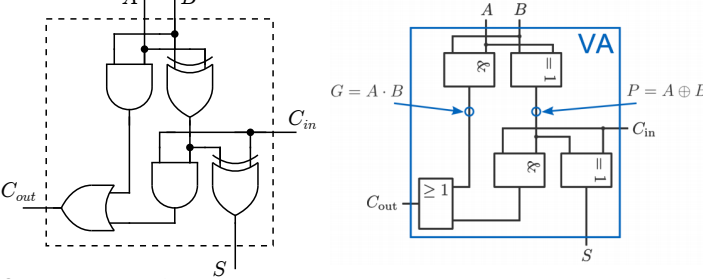 A B
C_in
C_out
S
A B
VA
&
=1
G = A · B
P = A ⊕ B
C_in
&
=1
≥ 1
C_out
S